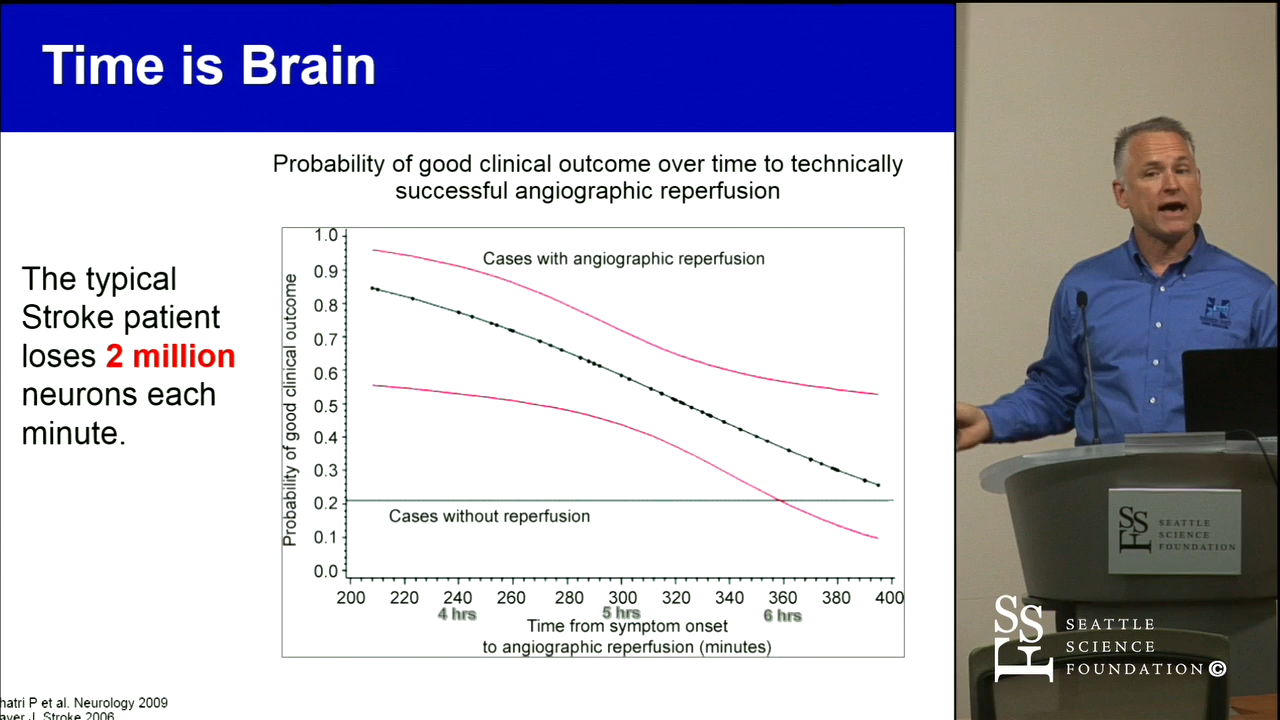 Time is Brain
Probability of good clinical outcome over time to technically
successful angiographic reperfusion
The typical
Stroke patient
loses 2 million
neurons each
minute.
Probability of good clinical outcome
1.0
0.9
0.8
0.7
0.6
0.5
0.4
0.3
0.2
0.1
0.0
Cases with angiographic reperfusion
Cases without reperfusion
200 220 240 260 280 300 320 340 360 380 400
4 hrs 5 hrs 6 hrs
Time from symptom onset
to angiographic reperfusion (minutes)
hatri P et al. Neurology 2009
aver J. Stroke 2006
SSF
SEATTLE
SCIENCE
FOUNDATION
SSF
SEATTLE
SCIENCE
FOUNDATION©